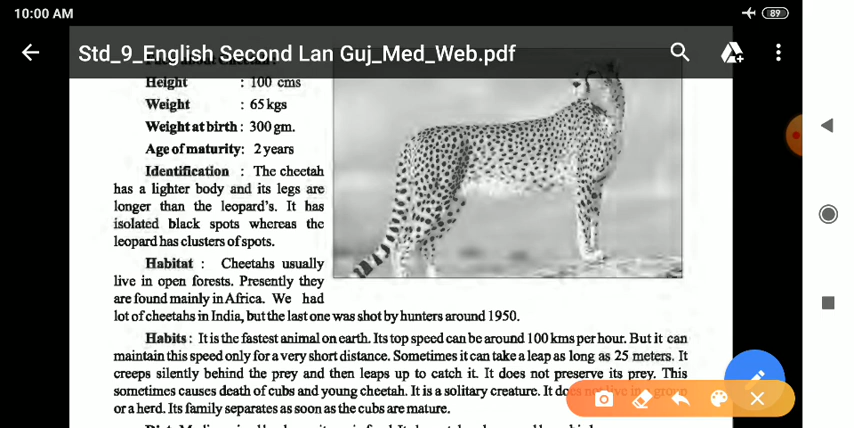 10:00 AM
89
Std_9_English Second Lan Guj_Med_Web.pdf
Height : 100 cms
Weight : 65 kgs
Weight at birth : 300 gm.
Age of maturity: 2 years
Identification : The cheetah
has a lighter body and its legs are
longer than the leopard's. It has
isolated black spots whereas the
leopard has clusters of spots.
Habitat : Cheetahs usually
live in open forests. Presently they
are found mainly in Africa. We had
lot of cheetahs in India, but the last one was shot by hunters around 1950.
Habits : It is the fastest animal on earth. Its top speed can be around 100 kms per hour. But it can
maintain this speed only for a very short distance. Sometimes it can take a leap as long as 25 meters. It
creeps silently behind the prey and then leaps up to catch it. It does not preserve its prey. This
sometimes causes death of cubs and young cheetah. It is a solitary creature. It does not live in a group
or a herd. Its family separates as soon as the cubs are mature.